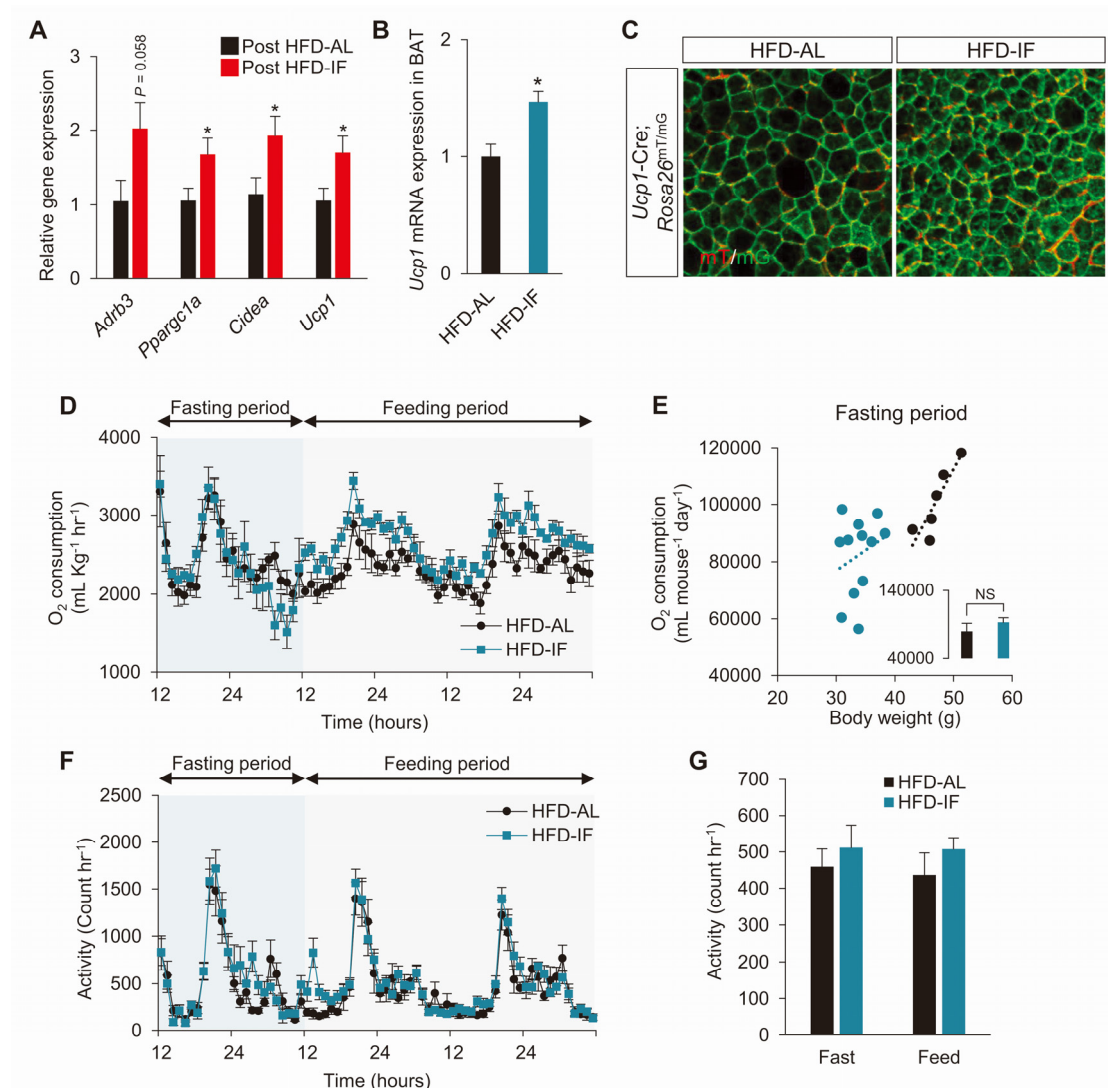 A
3
2
1
0
Relative gene expression
Post HFD-AL
Post HFD-IF
P = 0.058
*
*
*
Adrb3
Ppargc1a
Cidea
Ucp1
B
2
1
0
Ucp1 mRNA expression in BAT
*
HFD-AL
HFD-IF
C
HFD-AL
HFD-IF
Ucp1-Cre;
Rosa26mT/mG
mT/mG
D
Fasting period
Feeding period
4000
3000
2000
1000
O2 consumption
(mL Kg-1 hr-1)
HFD-AL
HFD-IF
12
24
12
24
12
24
Time (hours)
E
Fasting period
120000
100000
80000
60000
40000
O2 consumption
(mL mouse-1 day-1)
140000
40000
NS
20
30
40
50
60
Body weight (g)
F
Fasting period
Feeding period
2500
2000
1500
1000
500
0
Activity (Count hr-1)
HFD-AL
HFD-IF
12
24
12
24
12
24
Time (hours)
G
700
600
500
400
300
200
100
0
Activity (count hr-1)
HFD-AL
HFD-IF
Fast
Feed